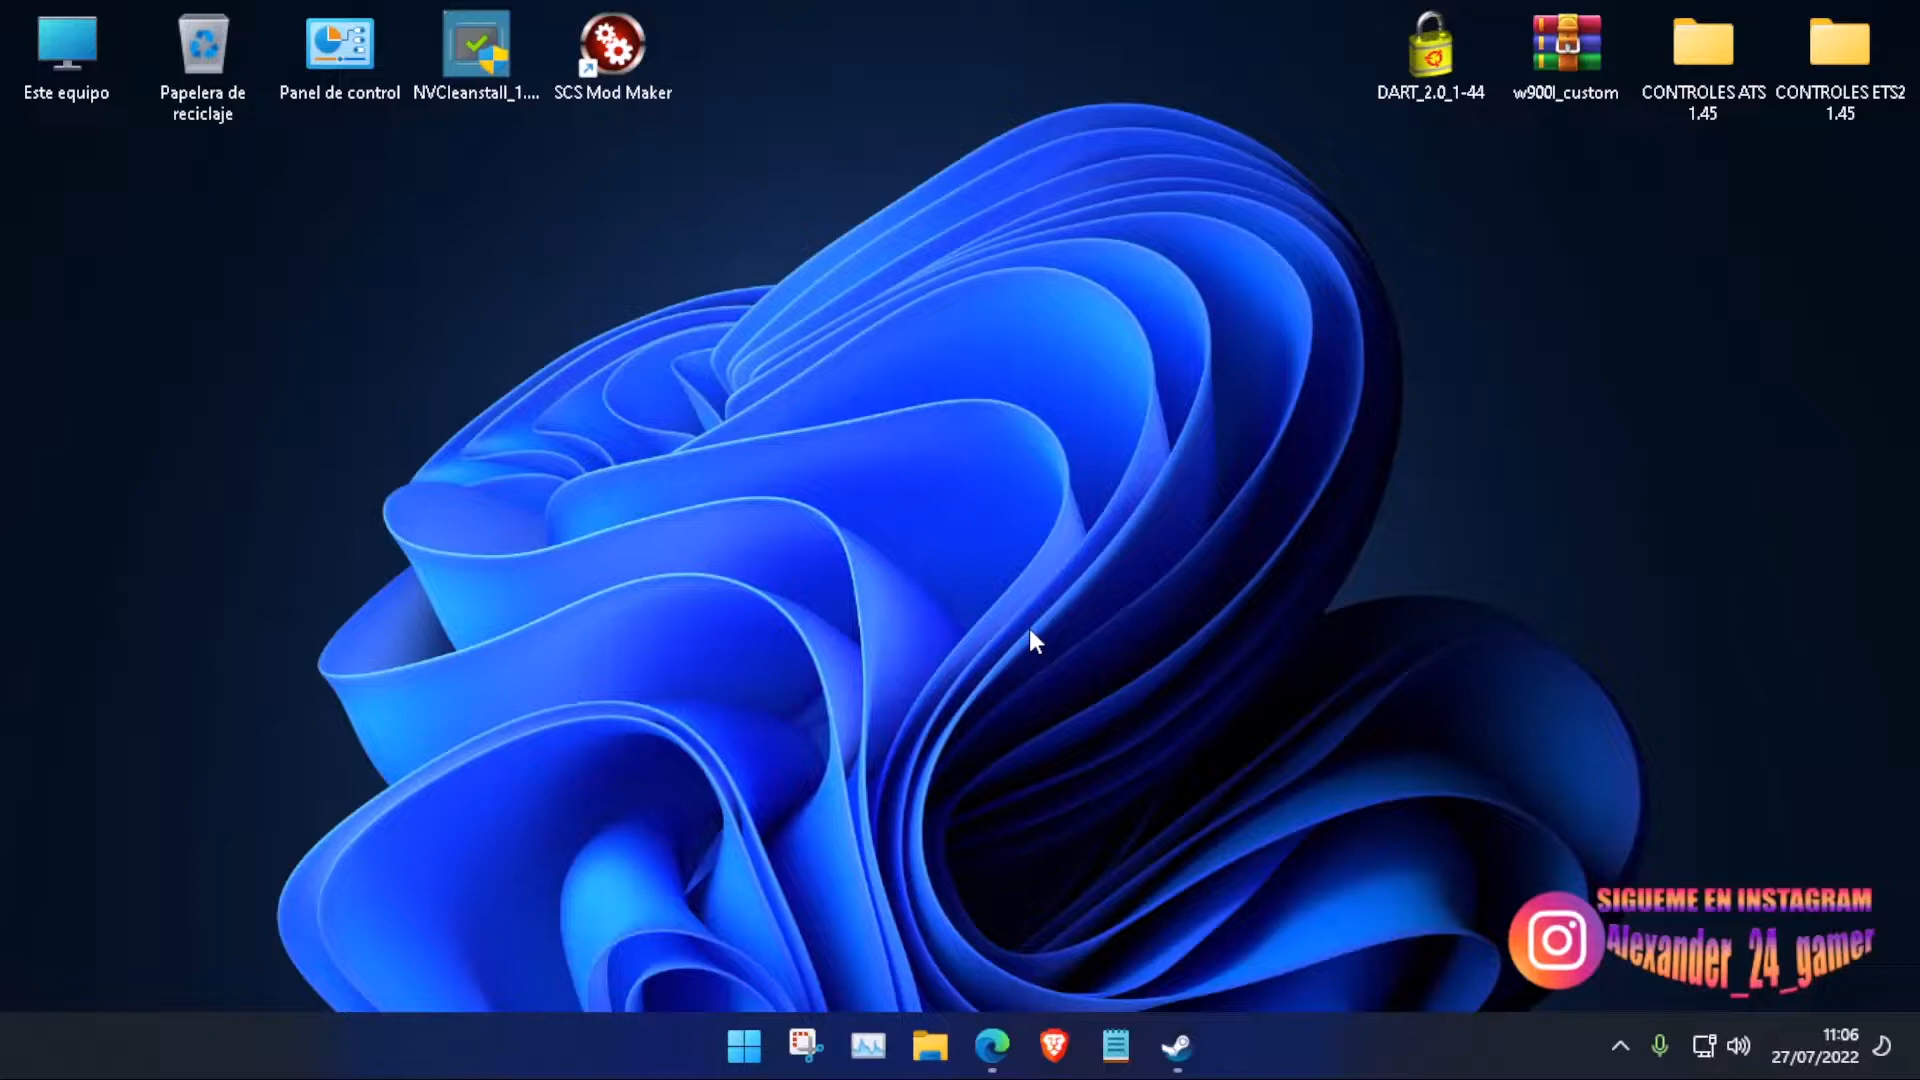 Este equipo
Papelera de
reciclaje
Panel de control
NVCleanstall_1....
SCS Mod Maker
DART_2.0_1-44
w900l_custom
CONTROLES ATS
1.45
CONTROLES ETS2
1.45
SIGUEME EN INSTAGRAM
Alexander_24_gamer
11:06
27/07/2022